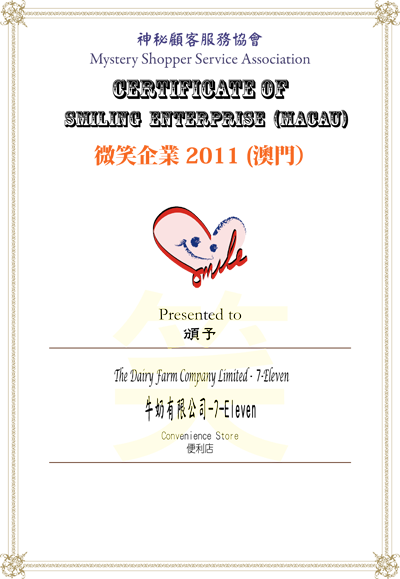 神秘顧客服務協會
Mystery Shopper Service Association
CERTIFICATE OF
SMILING ENTERPRISE (MACAU)
微笑企業 2011 (澳門)
Smile
Presented to
頒予
笑
The Dairy Farm Company Limited - 7-Eleven
牛奶有限公司-7-Eleven
Convenience Store
便利店